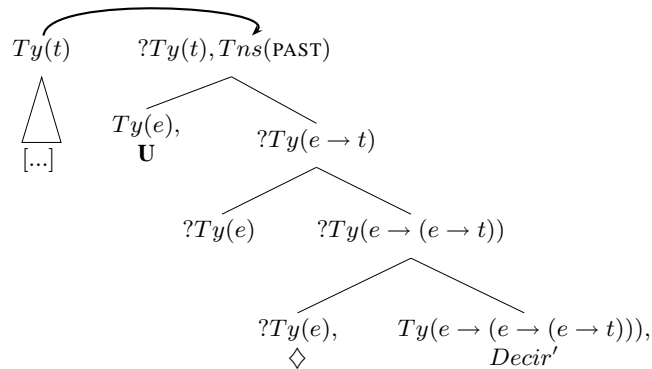 Ty(t) ?Ty(t), Tns(PAST)
Ty(e), ?Ty(e → t)
U
[...]
?Ty(e) ?Ty(e → (e → t))
?Ty(e), Ty(e → (e → (e → t))),
◇ Decir′